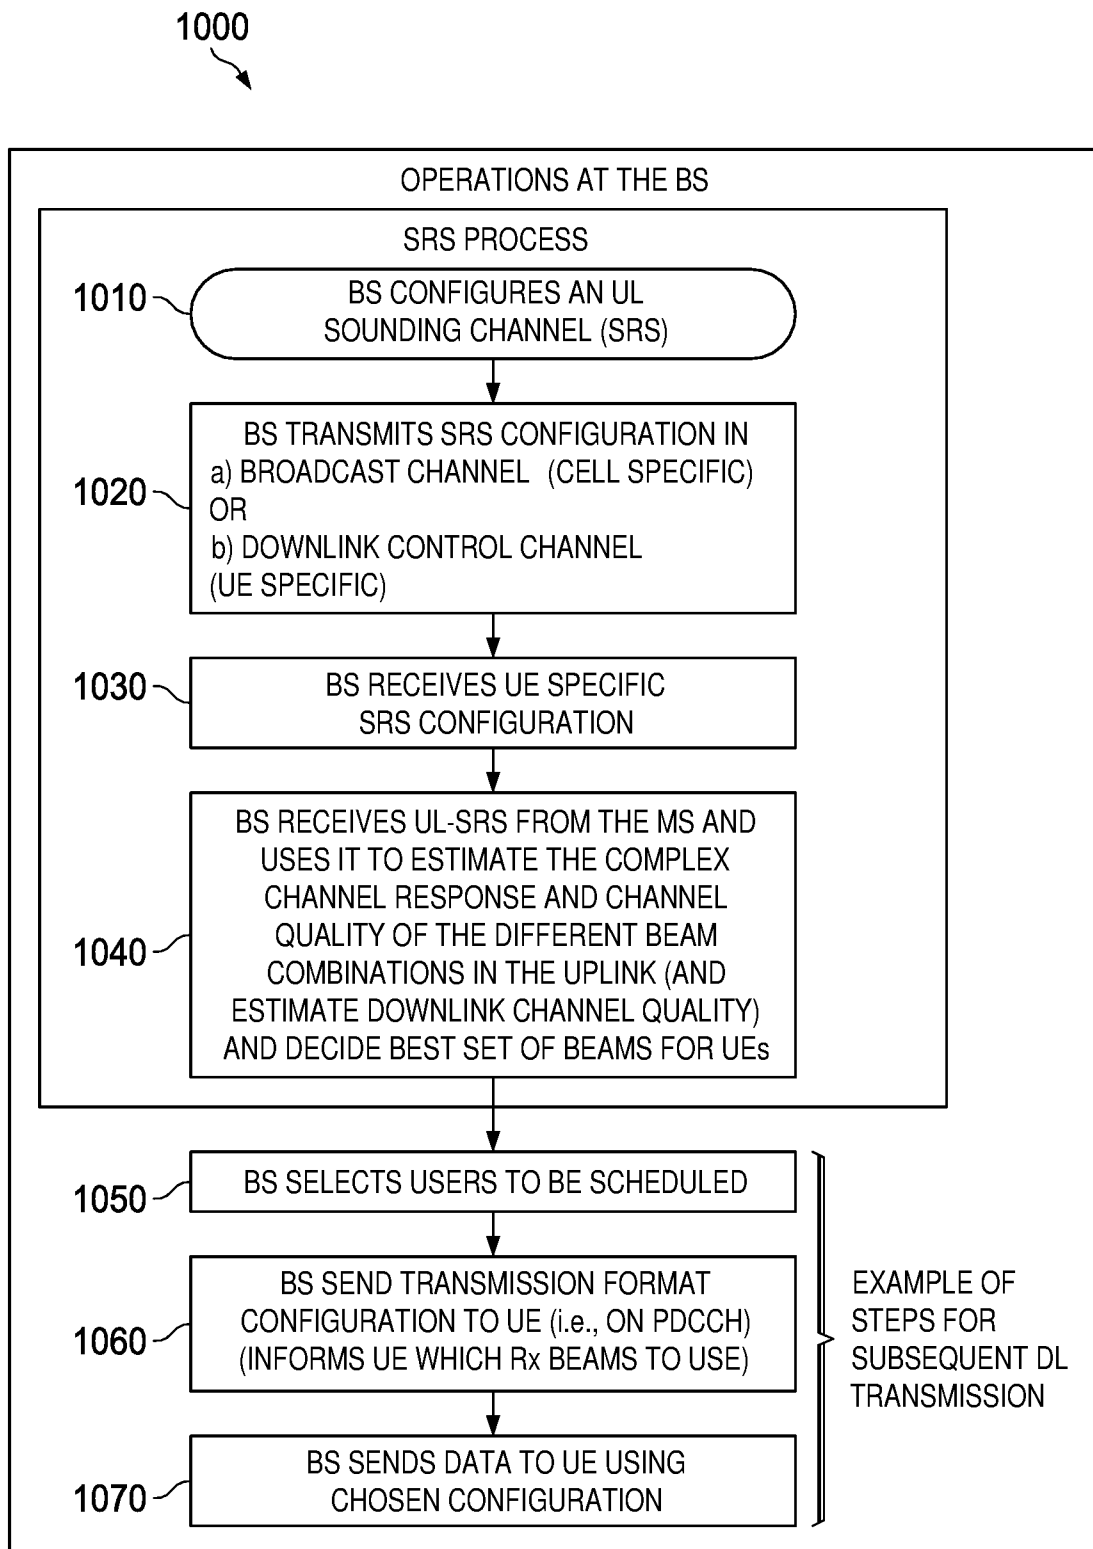 1000
OPERATIONS AT THE BS
SRS PROCESS
1010
BS CONFIGURES AN UL
SOUNDING CHANNEL (SRS)
1020
BS TRANSMITS SRS CONFIGURATION IN
a) BROADCAST CHANNEL (CELL SPECIFIC)
OR
b) DOWNLINK CONTROL CHANNEL
(UE SPECIFIC)
1030
BS RECEIVES UE SPECIFIC
SRS CONFIGURATION
1040
BS RECEIVES UL-SRS FROM THE MS AND
USES IT TO ESTIMATE THE COMPLEX
CHANNEL RESPONSE AND CHANNEL
QUALITY OF THE DIFFERENT BEAM
COMBINATIONS IN THE UPLINK (AND
ESTIMATE DOWNLINK CHANNEL QUALITY)
AND DECIDE BEST SET OF BEAMS FOR UEs
1050
BS SELECTS USERS TO BE SCHEDULED
1060
BS SEND TRANSMISSION FORMAT
CONFIGURATION TO UE (i.e., ON PDCCH)
(INFORMS UE WHICH Rx BEAMS TO USE)
1070
BS SENDS DATA TO UE USING
CHOSEN CONFIGURATION
EXAMPLE OF
STEPS FOR
SUBSEQUENT DL
TRANSMISSION